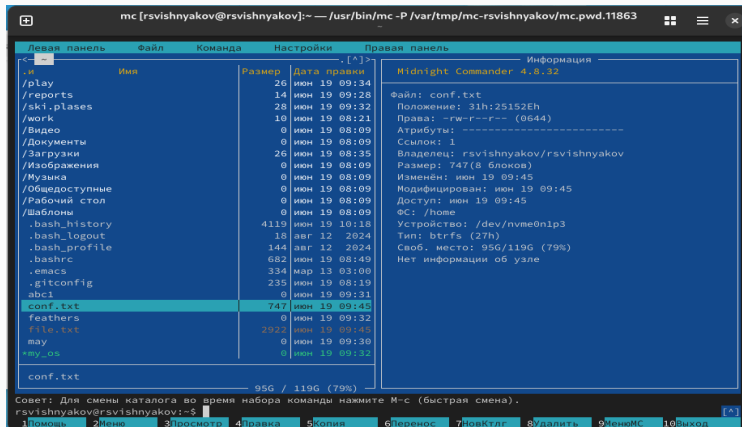 mc [rsvishnyakov@rsvishnyakov]:~ — /usr/bin/mc -P /var/tmp/mc-rsvishnyakov/mc.pwd.11863
Левая панель Файл Команда Настройки Правая панель
<- ~ .[^]>
.и Имя Размер Дата правки
/play 26 июн 19 09:34
/reports 14 июн 19 09:28
/ski.plases 28 июн 19 09:32
/work 10 июн 19 08:21
/Видео 0 июн 19 08:09
/Документы 0 июн 19 08:09
/Загрузки 26 июн 19 08:35
/Изображения 0 июн 19 08:09
/Музыка 0 июн 19 08:09
/Общедоступные 0 июн 19 08:09
/Рабочий стол 0 июн 19 08:09
/Шаблоны 0 июн 19 08:09
.bash_history 4119 июн 19 10:18
.bash_logout 18 авг 12 2024
.bash_profile 144 авг 12 2024
.bashrc 682 июн 19 08:49
.emacs 334 мар 13 03:00
.gitconfig 235 июн 19 08:19
abc1 0 июн 19 09:31
conf.txt 747 июн 19 09:45
feathers 0 июн 19 09:32
file.txt 2922 июн 19 09:45
may 0 июн 19 09:30
*my_os 0 июн 19 09:32
conf.txt
95G / 119G (79%)
Информация
Midnight Commander 4.8.32
Файл: conf.txt
Положение: 31h:25152Eh
Права: -rw-r--r-- (0644)
Атрибуты: -------------------------
Ссылок: 1
Владелец: rsvishnyakov/rsvishnyakov
Размер: 747(8 блоков)
Изменён: июн 19 09:45
Модифицирован: июн 19 09:45
Доступ: июн 19 09:45
ФС: /home
Устройство: /dev/nvme0n1p3
Тип: btrfs (27h)
Своб. место: 95G/119G (79%)
Нет информации об узле
Совет: Для смены каталога во время набора команды нажмите M-c (быстрая смена).
rsvishnyakov@rsvishnyakov:~$ [^]
1Помощь 2Меню 3Просмотр 4Правка 5Копия 6Перенос 7НовКтлг 8Удалить 9МенюМС 10Выход